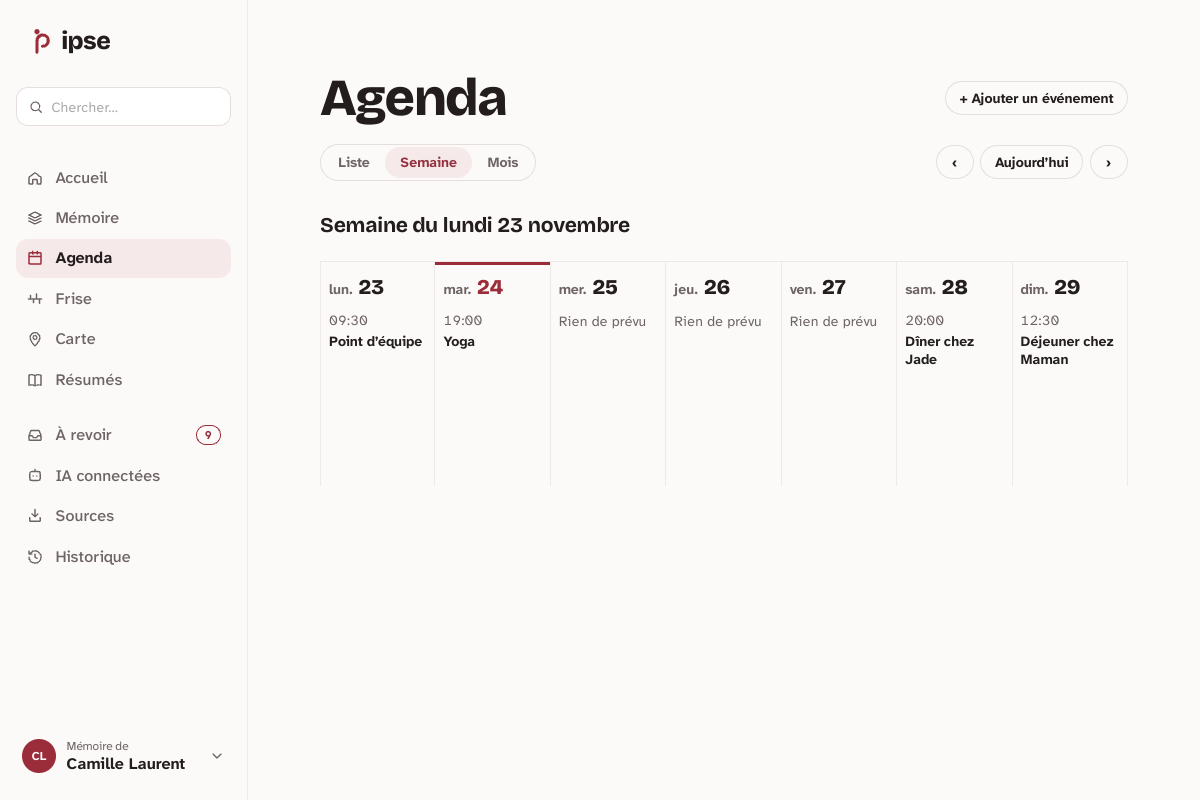 ipse
Chercher…
Accueil
Mémoire
Agenda
Frise
Carte
Résumés
À revoir 9
IA connectées
Sources
Historique
CL
Mémoire de
Camille Laurent
Agenda
+ Ajouter un événement
Liste Semaine Mois
‹ Aujourd’hui ›
Semaine du lundi 23 novembre
lun. 23
09:30
Point d’équipe
mar. 24
19:00
Yoga
mer. 25
Rien de prévu
jeu. 26
Rien de prévu
ven. 27
Rien de prévu
sam. 28
20:00
Dîner chez
Jade
dim. 29
12:30
Déjeuner chez
Maman